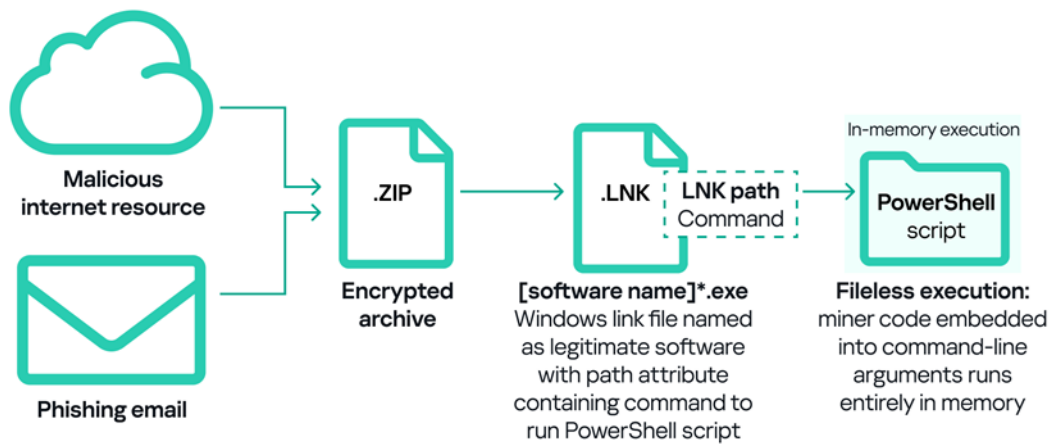 Malicious
internet resource
Phishing email
.ZIP
Encrypted
archive
.LNK
LNK path
Command
[software name]*.exe
Windows link file named
as legitimate software
with path attribute
containing command to
run PowerShell script
In-memory execution
PowerShell
script
Fileless execution:
miner code embedded
into command-line
arguments runs
entirely in memory